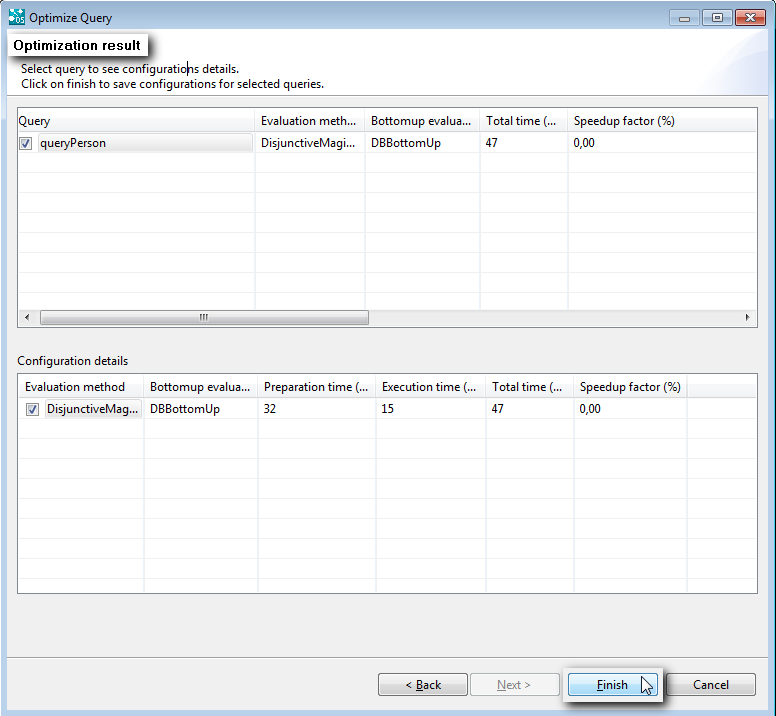 Optimize Query
Optimization result
Select query to see configurations details.
Click on finish to save configurations for selected queries.
Query Evaluation meth... Bottomup evalua... Total time (... Speedup factor (%)
queryPerson DisjunctiveMagi... DBBottomUp 47 0,00
Configuration details
Evaluation method Bottomup evalua... Preparation time (... Execution time (... Total time (... Speedup factor (%)
DisjunctiveMag... DBBottomUp 32 15 47 0,00
< Back Next > Finish Cancel